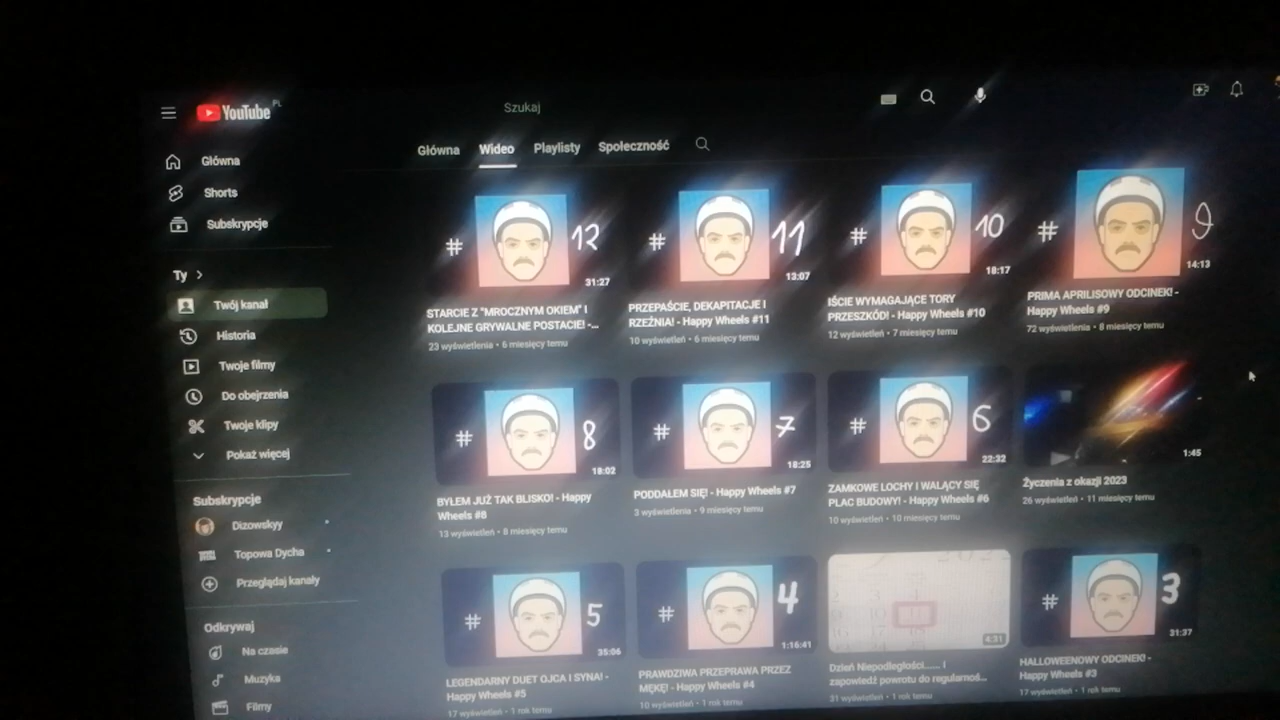 YouTube PL
Szukaj
Główna
Shorts
Subskrypcje
Ty
Twój kanał
Historia
Twoje filmy
Do obejrzenia
Twoje klipy
Pokaż więcej
Subskrypcje
Dizowskyy
Topowa Dycha
Przeglądaj kanały
Odkrywaj
Na czasie
Muzyka
Filmy
Główna Wideo Playlisty Społeczność
# 12
31:27
STARCIE Z "MROCZNYM OKIEM" I
KOLEJNE GRYWALNE POSTACIE! -...
23 wyświetlenia • 6 miesięcy temu
# 11
13:07
PRZEPAŚCIE, DEKAPITACJE I
RZEŹNIA! - Happy Wheels #11
10 wyświetleń • 6 miesięcy temu
# 10
18:17
IŚCIE WYMAGAJĄCE TORY
PRZESZKÓD! - Happy Wheels #10
12 wyświetleń • 7 miesięcy temu
# 9
14:13
PRIMA APRILISOWY ODCINEK! -
Happy Wheels #9
72 wyświetlenia • 8 miesięcy temu
# 8
18:02
BYŁEM JUŻ TAK BLISKO! - Happy
Wheels #8
13 wyświetleń • 8 miesięcy temu
# 7
18:25
PODDAŁEM SIĘ! - Happy Wheels #7
3 wyświetlenia • 9 miesięcy temu
# 6
22:32
ZAMKOWE LOCHY I WALĄCY SIĘ
PLAC BUDOWY! - Happy Wheels #6
10 wyświetleń • 10 miesięcy temu
1:45
Życzenia z okazji 2023
26 wyświetleń • 11 miesięcy temu
# 5
35:06
LEGENDARNY DUET OJCA I SYNA! -
Happy Wheels #5
17 wyświetleń • 1 rok temu
# 4
1:16:41
PRAWDZIWA PRZEPRAWA PRZEZ
MĘKĘ! - Happy Wheels #4
10 wyświetleń • 1 rok temu
4:31
Dzień Niepodległości...... i
zapowiedź powrotu do regularnoś...
31 wyświetleń • 1 rok temu
# 3
31:37
HALLOWEENOWY ODCINEK! -
Happy Wheels #3
17 wyświetleń • 1 rok temu